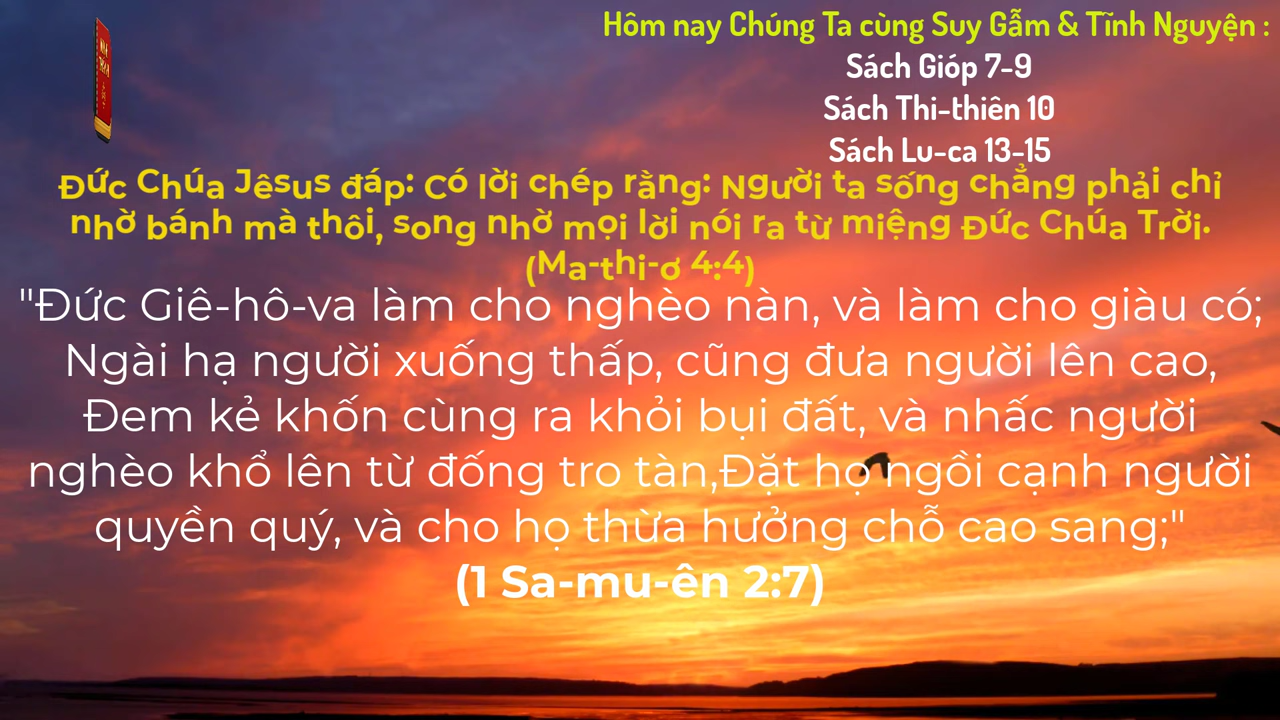 Hôm nay Chúng Ta cùng Suy Gẫm & Tĩnh Nguyện :
Sách Gióp 7-9
Sách Thi-thiên 10
Sách Lu-ca 13-15
Đức Chúa Jêsus đáp: Có lời chép rằng: Người ta sống chẳng phải chỉ
nhờ bánh mà thôi, song nhờ mọi lời nói ra từ miệng Đức Chúa Trời.
(Ma-thi-ơ 4:4)
"Đức Giê-hô-va làm cho nghèo nàn, và làm cho giàu có;
Ngài hạ người xuống thấp, cũng đưa người lên cao,
Đem kẻ khốn cùng ra khỏi bụi đất, và nhấc người
nghèo khổ lên từ đống tro tàn,Đặt họ ngồi cạnh người
quyền quý, và cho họ thừa hưởng chỗ cao sang;"
(1 Sa-mu-ên 2:7)